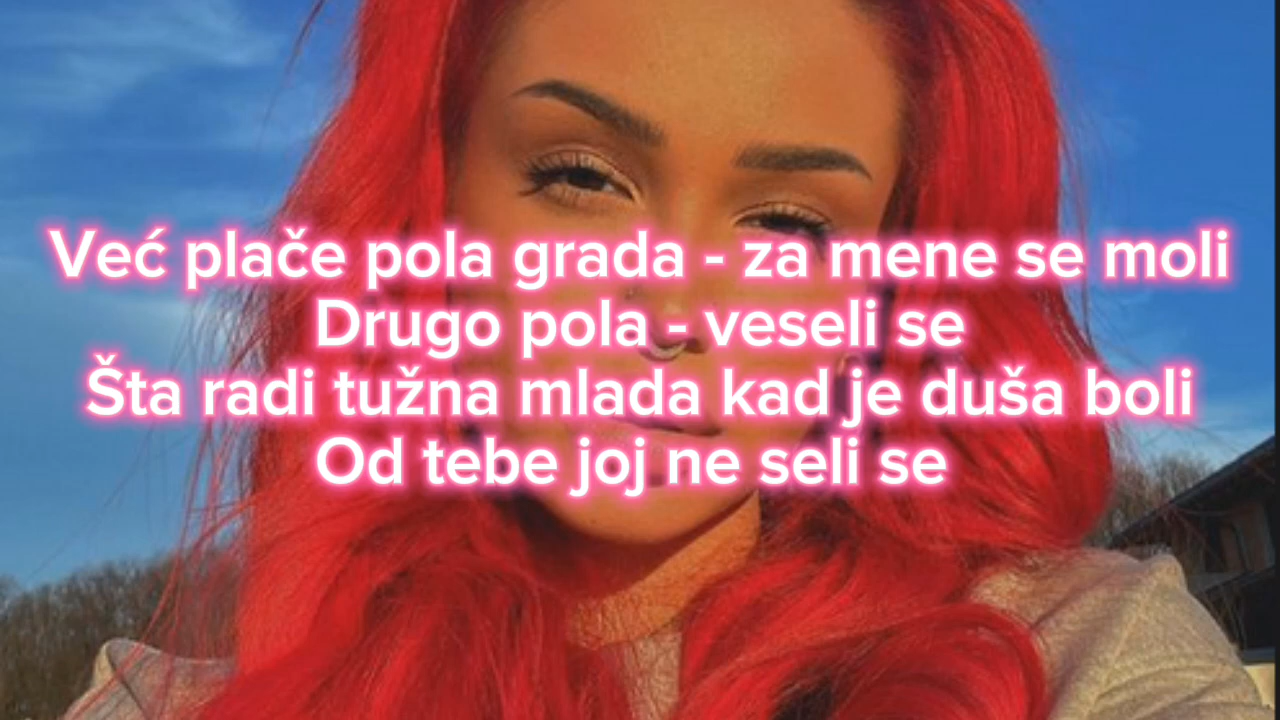 Već plače pola grada - za mene se moli
Drugo pola - veseli se
Šta radi tužna mlada kad je duša boli
Od tebe joj ne seli se